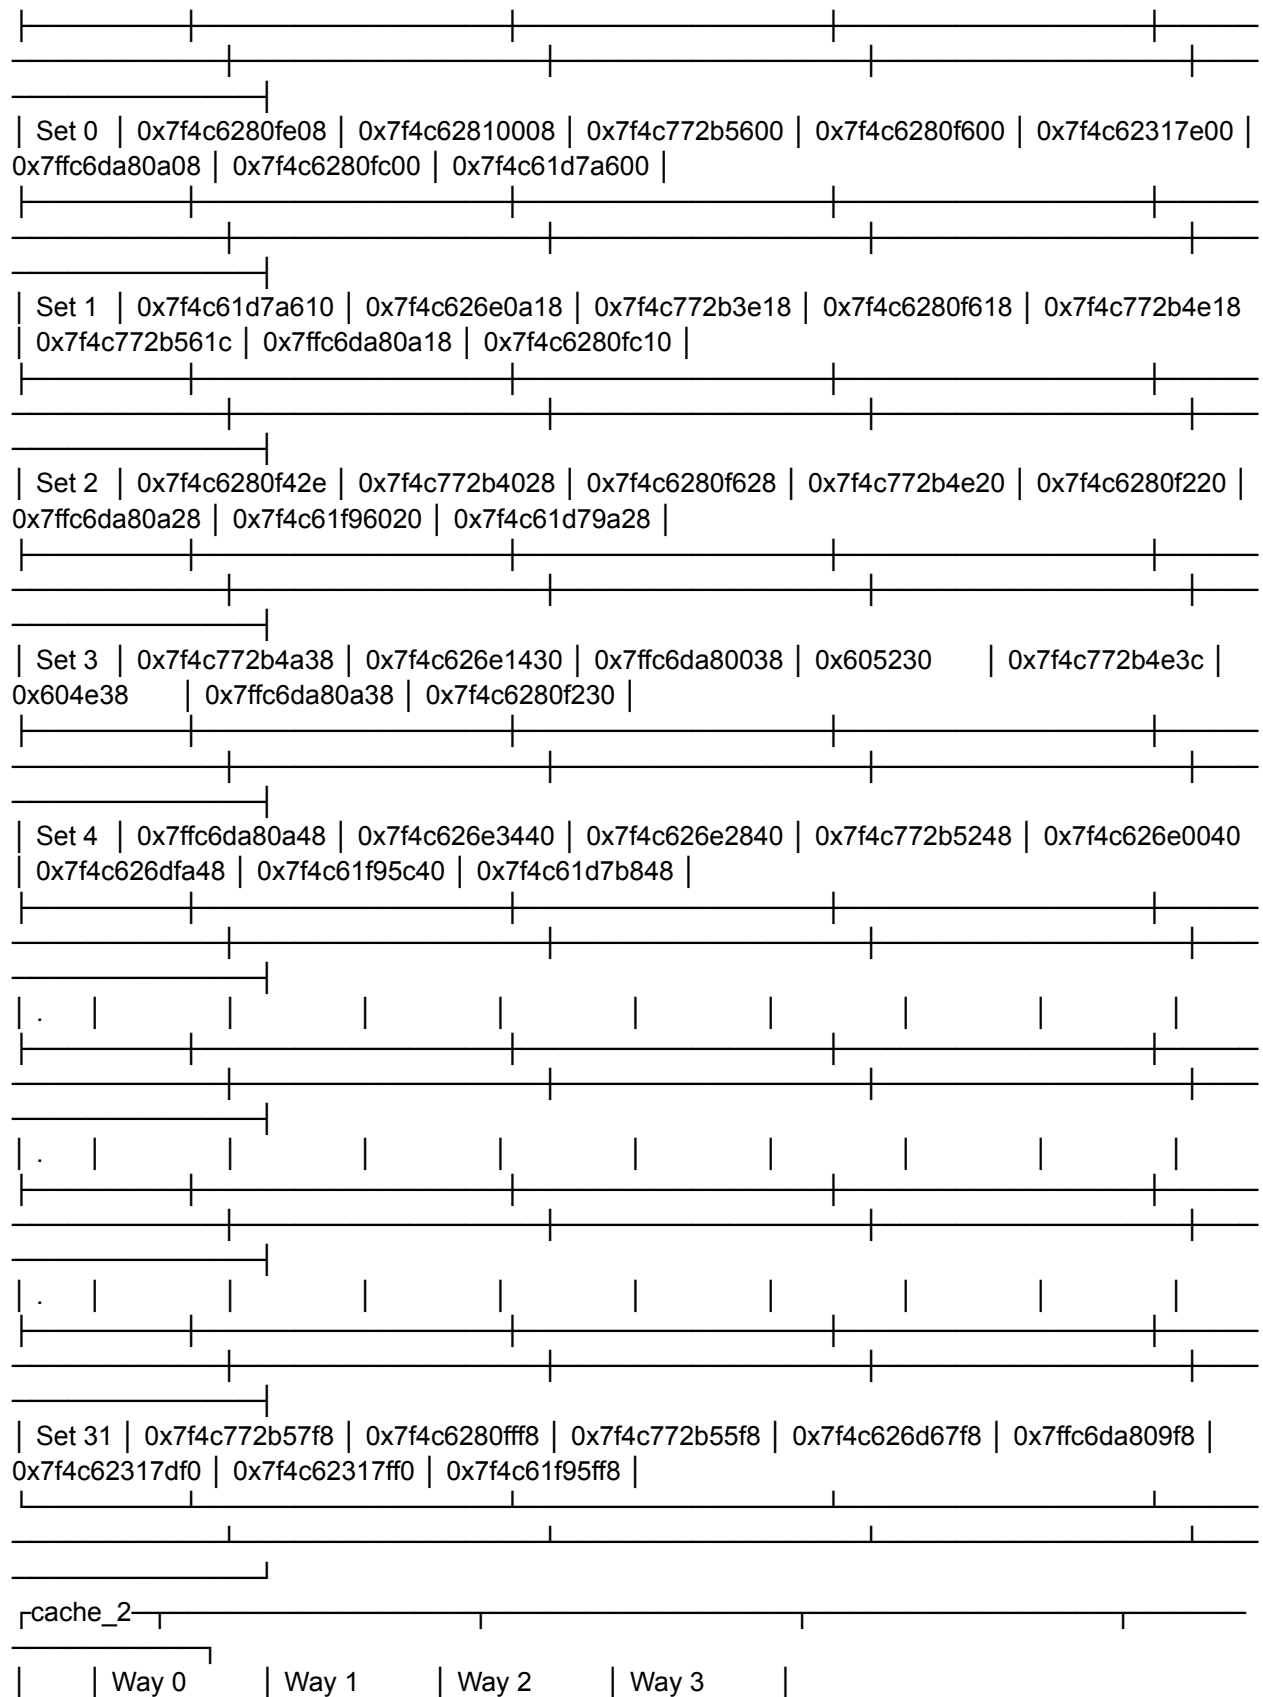 ├─────────┼──────────────────┼──────────────────┼──────────────────┼──────
────────────┼──────────────────┼──────────────────┼──────────────────┼───
───────────────┤
│ Set 0 │ 0x7f4c6280fe08 │ 0x7f4c62810008 │ 0x7f4c772b5600 │ 0x7f4c6280f600 │ 0x7f4c62317e00 │
0x7ffc6da80a08 │ 0x7f4c6280fc00 │ 0x7f4c61d7a600 │
├─────────┼──────────────────┼──────────────────┼──────────────────┼──────
────────────┼──────────────────┼──────────────────┼──────────────────┼───
───────────────┤
│ Set 1 │ 0x7f4c61d7a610 │ 0x7f4c626e0a18 │ 0x7f4c772b3e18 │ 0x7f4c6280f618 │ 0x7f4c772b4e18
│ 0x7f4c772b561c │ 0x7ffc6da80a18 │ 0x7f4c6280fc10 │
├─────────┼──────────────────┼──────────────────┼──────────────────┼──────
────────────┼──────────────────┼──────────────────┼──────────────────┼───
───────────────┤
│ Set 2 │ 0x7f4c6280f42e │ 0x7f4c772b4028 │ 0x7f4c6280f628 │ 0x7f4c772b4e20 │ 0x7f4c6280f220 │
0x7ffc6da80a28 │ 0x7f4c61f96020 │ 0x7f4c61d79a28 │
├─────────┼──────────────────┼──────────────────┼──────────────────┼──────
────────────┼──────────────────┼──────────────────┼──────────────────┼───
───────────────┤
│ Set 3 │ 0x7f4c772b4a38 │ 0x7f4c626e1430 │ 0x7ffc6da80038 │ 0x605230 │ 0x7f4c772b4e3c │
0x604e38 │ 0x7ffc6da80a38 │ 0x7f4c6280f230 │
├─────────┼──────────────────┼──────────────────┼──────────────────┼──────
────────────┼──────────────────┼──────────────────┼──────────────────┼───
───────────────┤
│ Set 4 │ 0x7ffc6da80a48 │ 0x7f4c626e3440 │ 0x7f4c626e2840 │ 0x7f4c772b5248 │ 0x7f4c626e0040
│ 0x7f4c626dfa48 │ 0x7f4c61f95c40 │ 0x7f4c61d7b848 │
├─────────┼──────────────────┼──────────────────┼──────────────────┼──────
────────────┼──────────────────┼──────────────────┼──────────────────┼───
───────────────┤
│ . │ │ │ │ │ │ │ │ │
├─────────┼──────────────────┼──────────────────┼──────────────────┼──────
────────────┼──────────────────┼──────────────────┼──────────────────┼───
───────────────┤
│ . │ │ │ │ │ │ │ │ │
├─────────┼──────────────────┼──────────────────┼──────────────────┼──────
────────────┼──────────────────┼──────────────────┼──────────────────┼───
───────────────┤
│ . │ │ │ │ │ │ │ │ │
├─────────┼──────────────────┼──────────────────┼──────────────────┼──────
────────────┼──────────────────┼──────────────────┼──────────────────┼───
───────────────┤
│ Set 31 │ 0x7f4c772b57f8 │ 0x7f4c6280fff8 │ 0x7f4c772b55f8 │ 0x7f4c626d67f8 │ 0x7ffc6da809f8 │
0x7f4c62317df0 │ 0x7f4c62317ff0 │ 0x7f4c61f95ff8 │
└─────────┴──────────────────┴──────────────────┴──────────────────┴──────
────────────┴──────────────────┴──────────────────┴──────────────────┴───
───────────────┘
┌cache_2─┬──────────────────┬──────────────────┬──────────────────┬───────
───────────┐
│ │ Way 0 │ Way 1 │ Way 2 │ Way 3 │